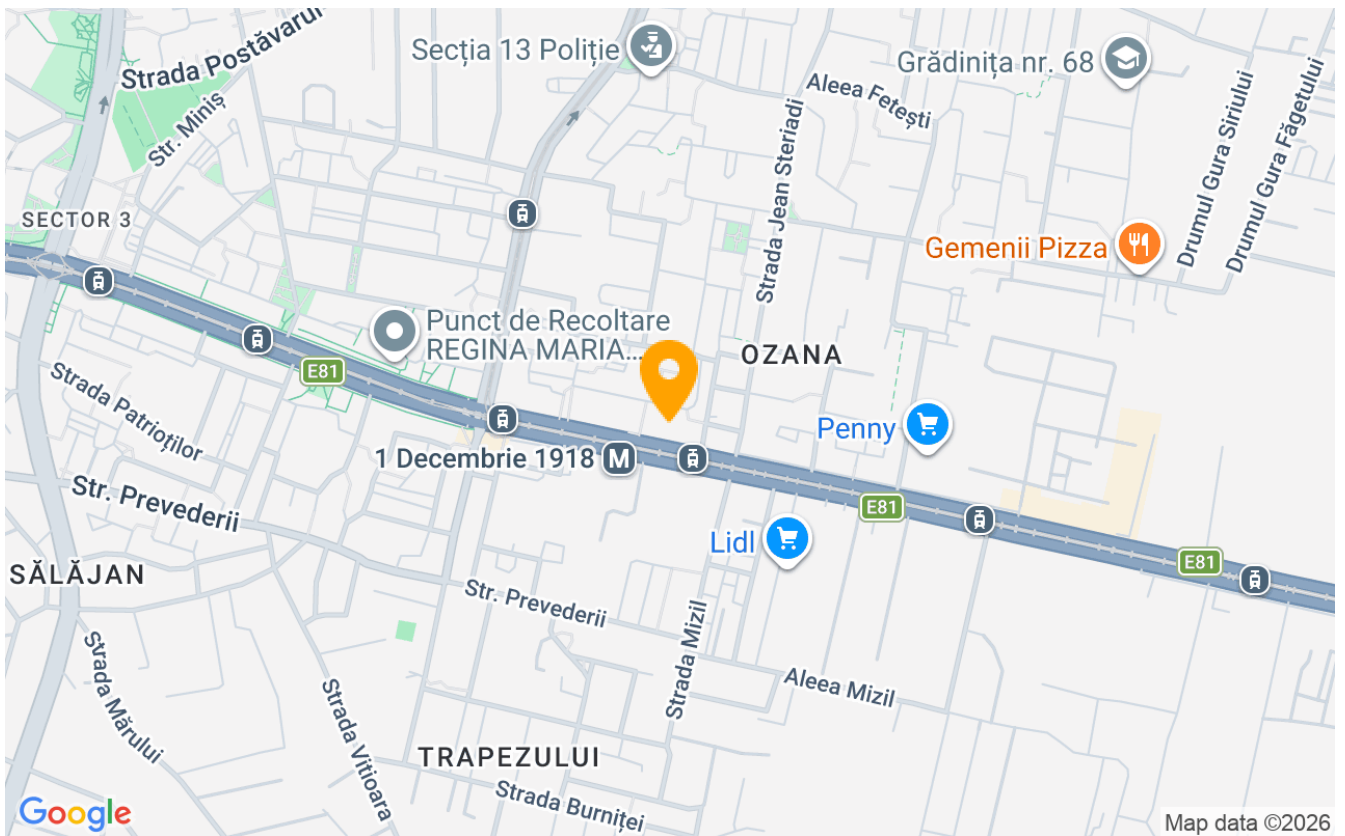 Strada Postăvarul
Secția 13 Poliție
Grădinița nr. 68
Aleea Fetești
Str. Miniș
Strada Jean Steriadi
Drumul Gura Siriului
Drumul Gura Făgetului
SECTOR 3
Gemenii Pizza
Punct de Recoltare
REGINA MARIA...
OZANA
E81
Strada Patrioților
Penny
1 Decembrie 1918
M
Str. Prevederii
E81
Lidl
E81
SĂLĂJAN
Str. Prevederii
Strada Mizil
Aleea Mizil
Strada Mărului
Strada Vitioara
TRAPEZULUI
Strada Burniței
Google
Map data ©2026